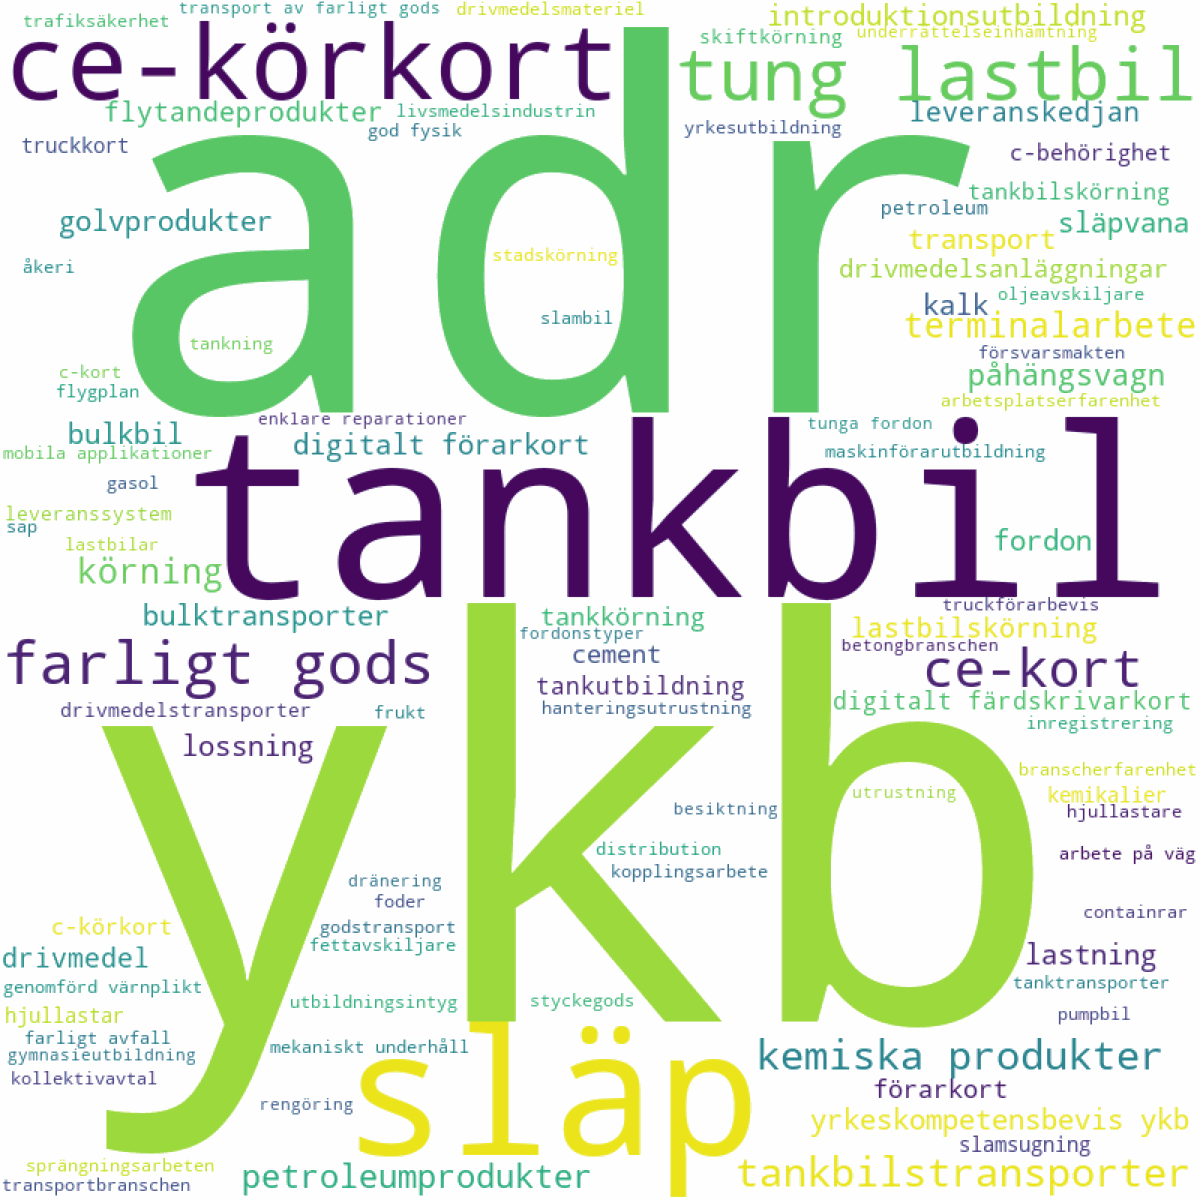 trafiksäkerhet
transport av farligt gods
drivmedelsmateriel
introduktionsutbildning
ce-körkort
skiftkörning
underrättelseinhämtning
tung lastbil
flytandeprodukter
livsmedelsindustrin
leveranskedjan
god fysik
yrkesutbildning
truckkort
c-behörighet
adr
tankbilskörning
petroleum
golvprodukter
släpvana
transport
stadskörning
åkeri
drivmedelsanläggningar
oljeavskiljare
kalk
slambil
terminalarbete
tankning
försvarsmakten
c-kort
påhängsvagn
flygplan
arbetsplatserfarenhet
enklare reparationer
tunga fordon
bulkbil
digitalt förarkort
mobila applikationer
maskinförarutbildning
gasol
tankbil
leveranssystem
sap
lastbilar
fordon
körning
bulktransporter
tankkörning
truckförarbevis
fordonstyper
lastbilskörning
betongbranschen
farligt gods
cement
ce-kort
tankutbildning
drivmedelstransporter
frukt
hanteringsutrustning
digitalt färdskrivarkort
inregistrering
lossning
branscherfarenhet
utrustning
kemikalier
besiktning
hjullastare
ykb
distribution
arbete på väg
kopplingsarbete
dränering
foder
containrar
c-körkort
godstransport
fettavskiljare
drivmedel
lastning
genomförd värnplikt
tanktransporter
utbildningsintyg
styckegods
hjullastar
pumpbil
farligt avfall
mekaniskt underhåll
gymnasieutbildning
kemiska produkter
kollektivavtal
förarkort
rengöring
släp
yrkeskompetensbevis ykb
slamsugning
sprängningsarbeten
petroleumprodukter
tankbilstransporter
transportbranschen